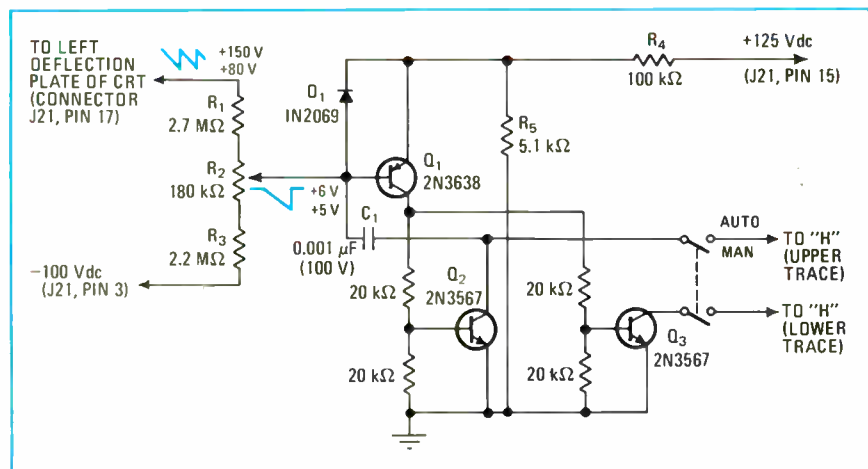 TO LEFT
DEFLECTION
PLATE OF CRT
(CONNECTOR
J21, PIN 17)
+150 V
+80 V
R1
2.7 MΩ
R2
180 kΩ
+6 V
+5 V
R3
2.2 MΩ
−100 Vdc
(J21, PIN 3)
D1
IN2069
Q1
2N3638
C1
0.001 µF
(100 V)
R4
100 kΩ
+125 Vdc
(J21, PIN 15)
R5
5.1 kΩ
20 kΩ
Q2
2N3567
20 kΩ
20 kΩ
Q3
2N3567
20 kΩ
AUTO
MAN
TO "H"
(UPPER
TRACE)
TO "H"
(LOWER
TRACE)